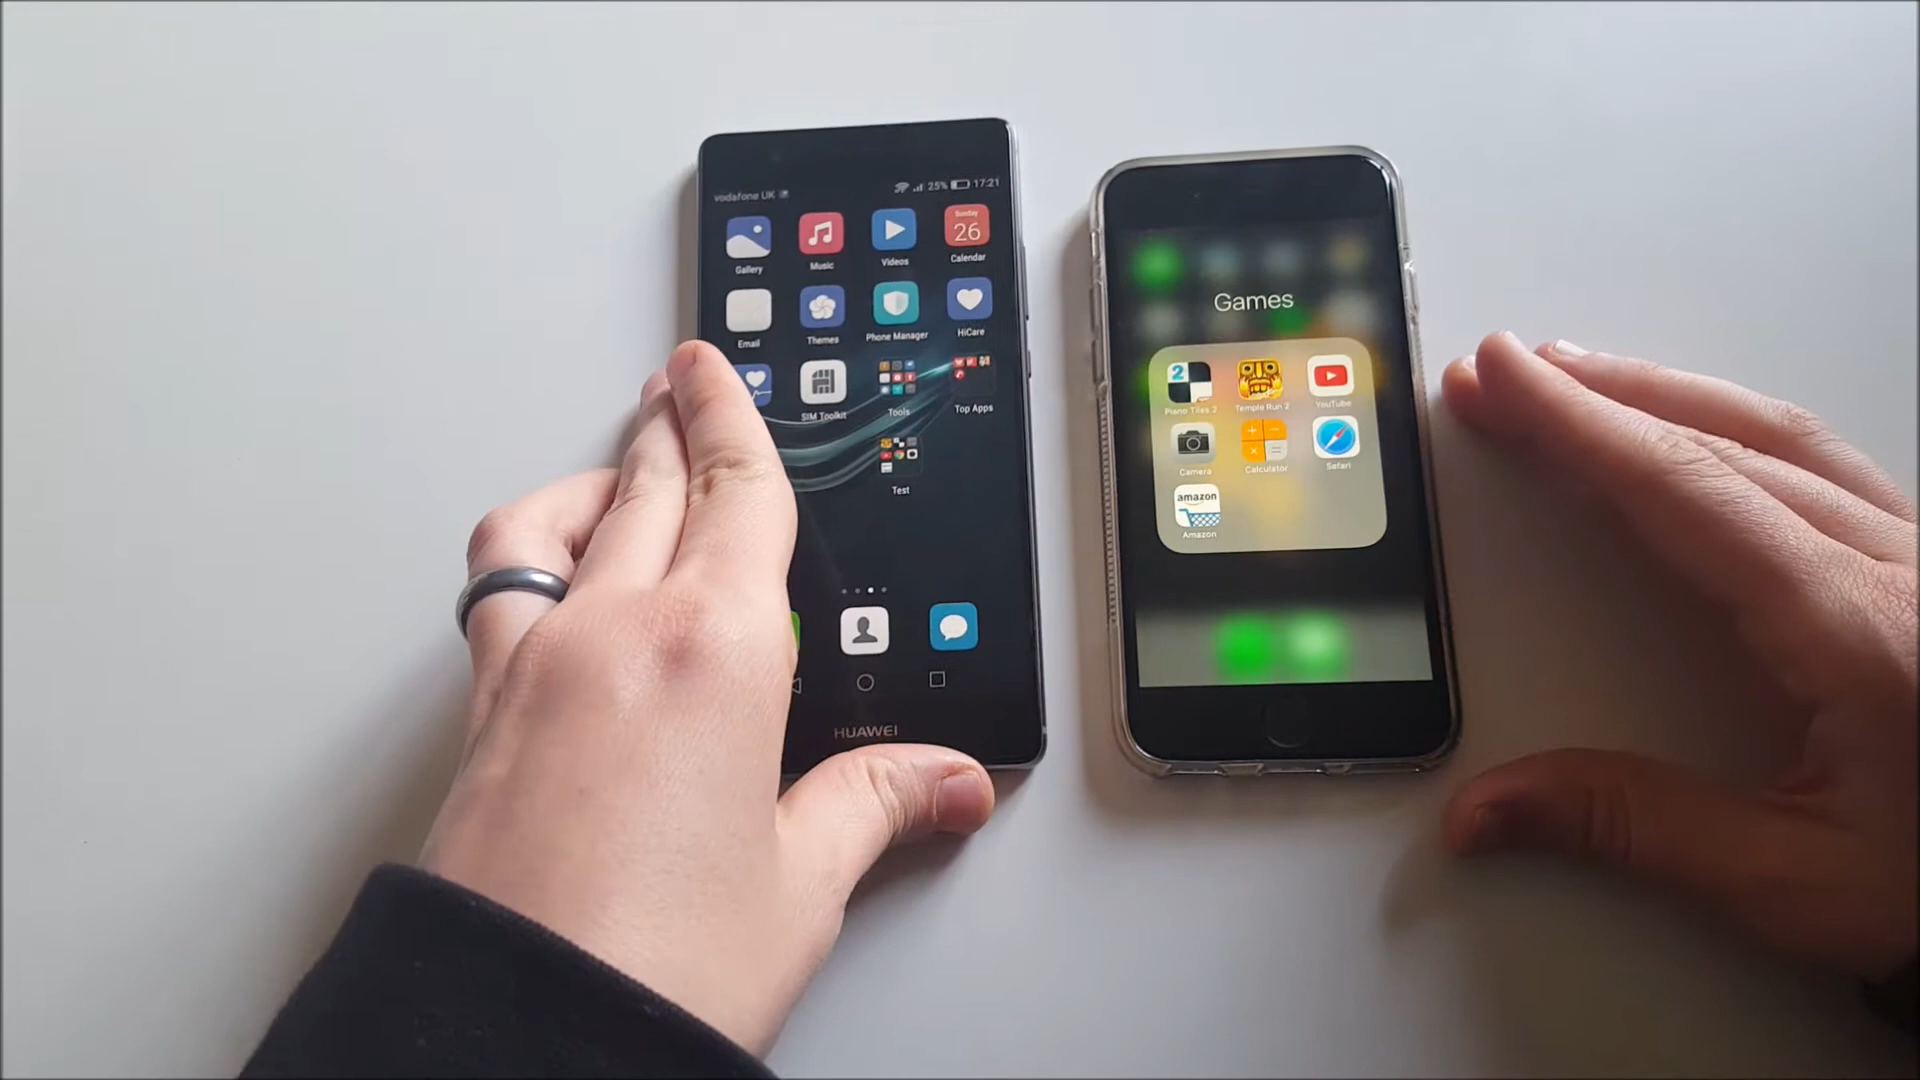 vodafone UK
25% 17:21
Gallery
Music
Videos
Sunday
26
Calendar
Email
Themes
Phone Manager
HiCare
SIM Toolkit
Tools
Top Apps
Test
HUAWEI
Games
2
Piano Tiles 2
Temple Run 2
YouTube
Camera
Calculator
Safari
amazon
Amazon